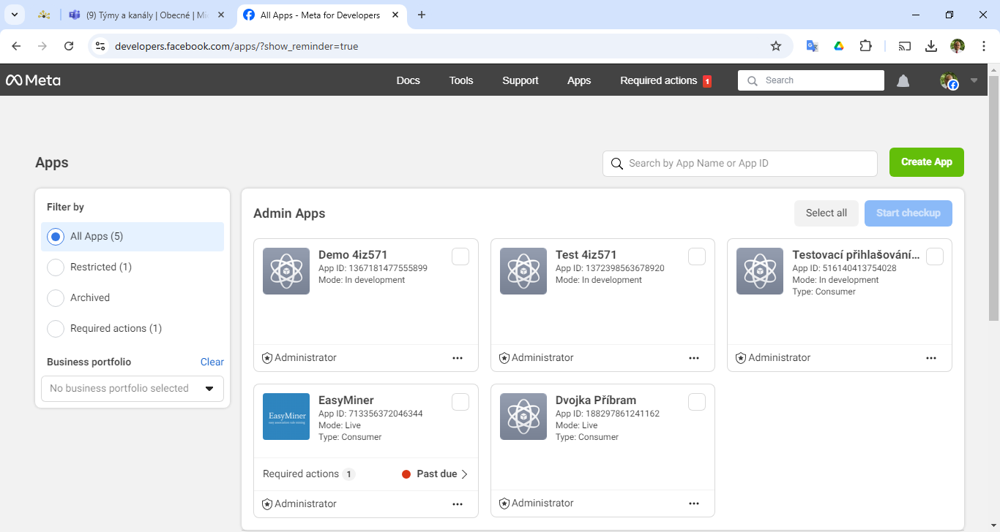 (9) Týmy a kanály | Obecné | Mi
All Apps - Meta for Developers
developers.facebook.com/apps/?show_reminder=true
Meta
Docs
Tools
Support
Apps
Required actions 1
Search
Apps
Search by App Name or App ID
Create App
Filter by
All Apps (5)
Restricted (1)
Archived
Required actions (1)
Business portfolio
Clear
No business portfolio selected
Admin Apps
Select all
Start checkup
Demo 4iz571
App ID: 1367181477555899
Mode: In development
Administrator
Test 4iz571
App ID: 1372398563678920
Mode: In development
Administrator
Testovací přihlašování...
App ID: 516140413754028
Mode: In development
Type: Consumer
Administrator
EasyMiner
easy association rule mining
EasyMiner
App ID: 713356372046344
Mode: Live
Type: Consumer
Required actions 1
Past due
Administrator
Dvojka Příbram
App ID: 188297861241162
Mode: Live
Type: Consumer
Administrator